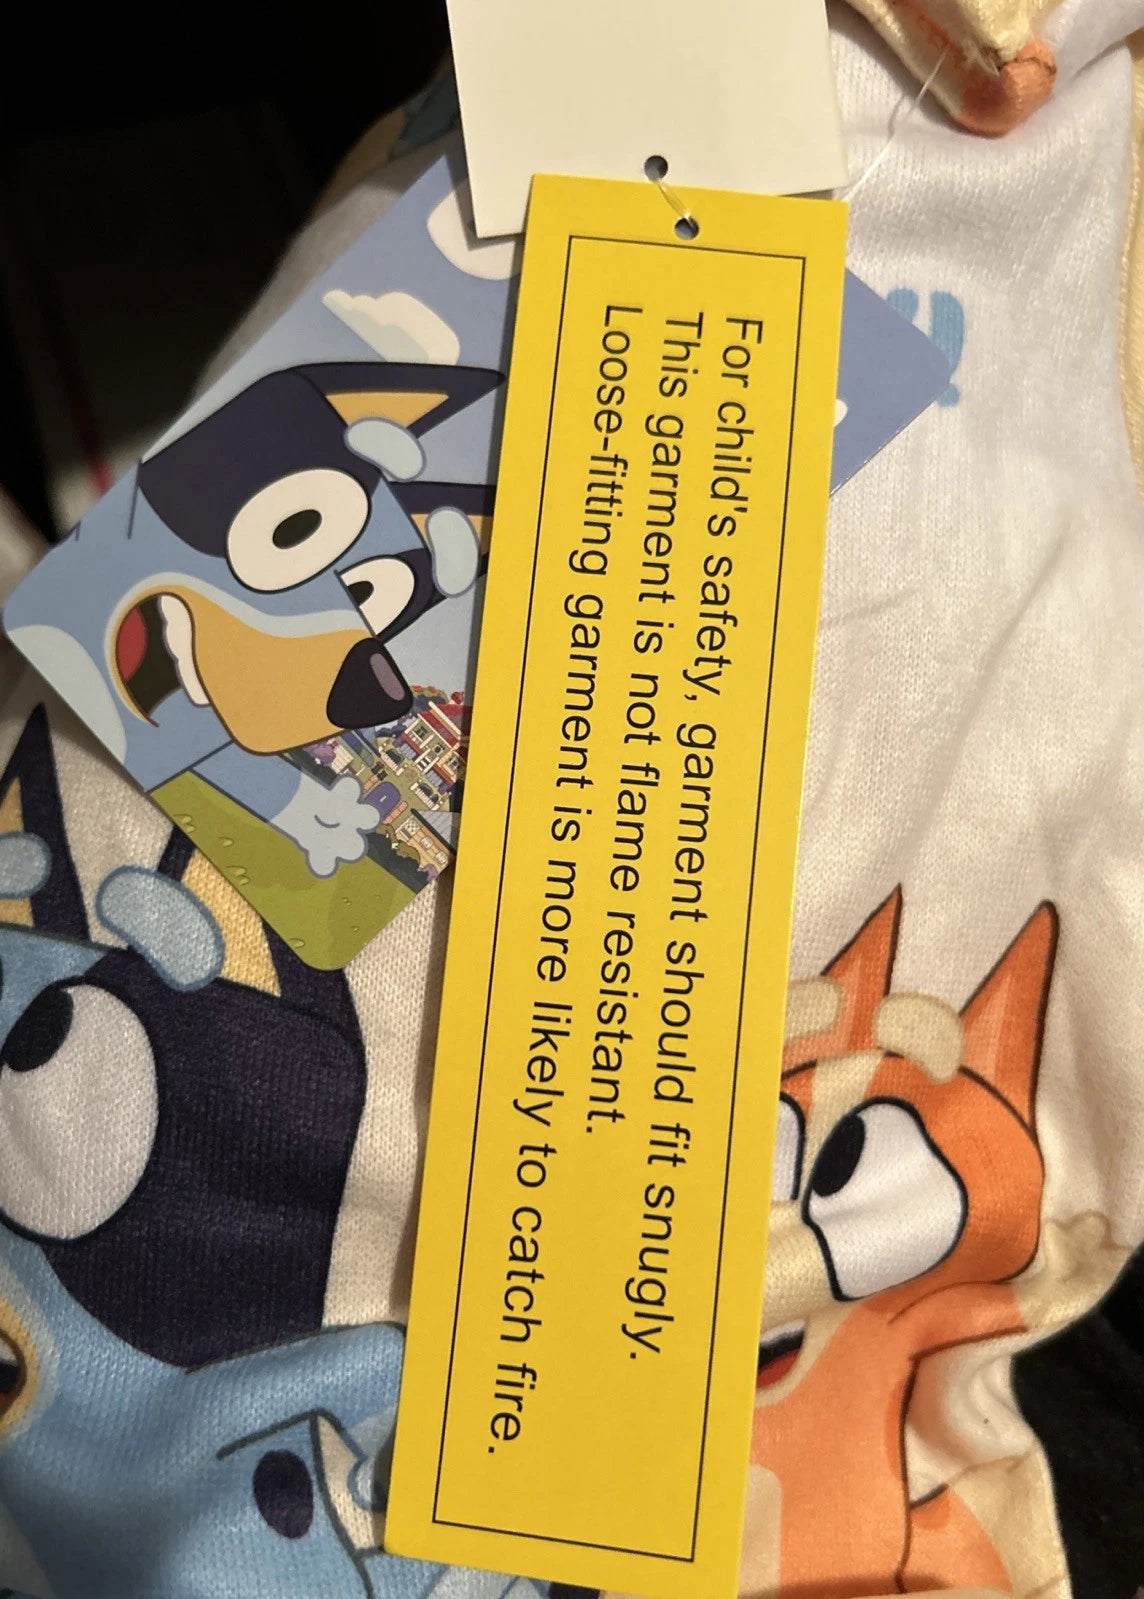 For child's safety, garment should fit snugly.
This garment is not flame resistant.
Loose-fitting garment is more likely to catch fire.